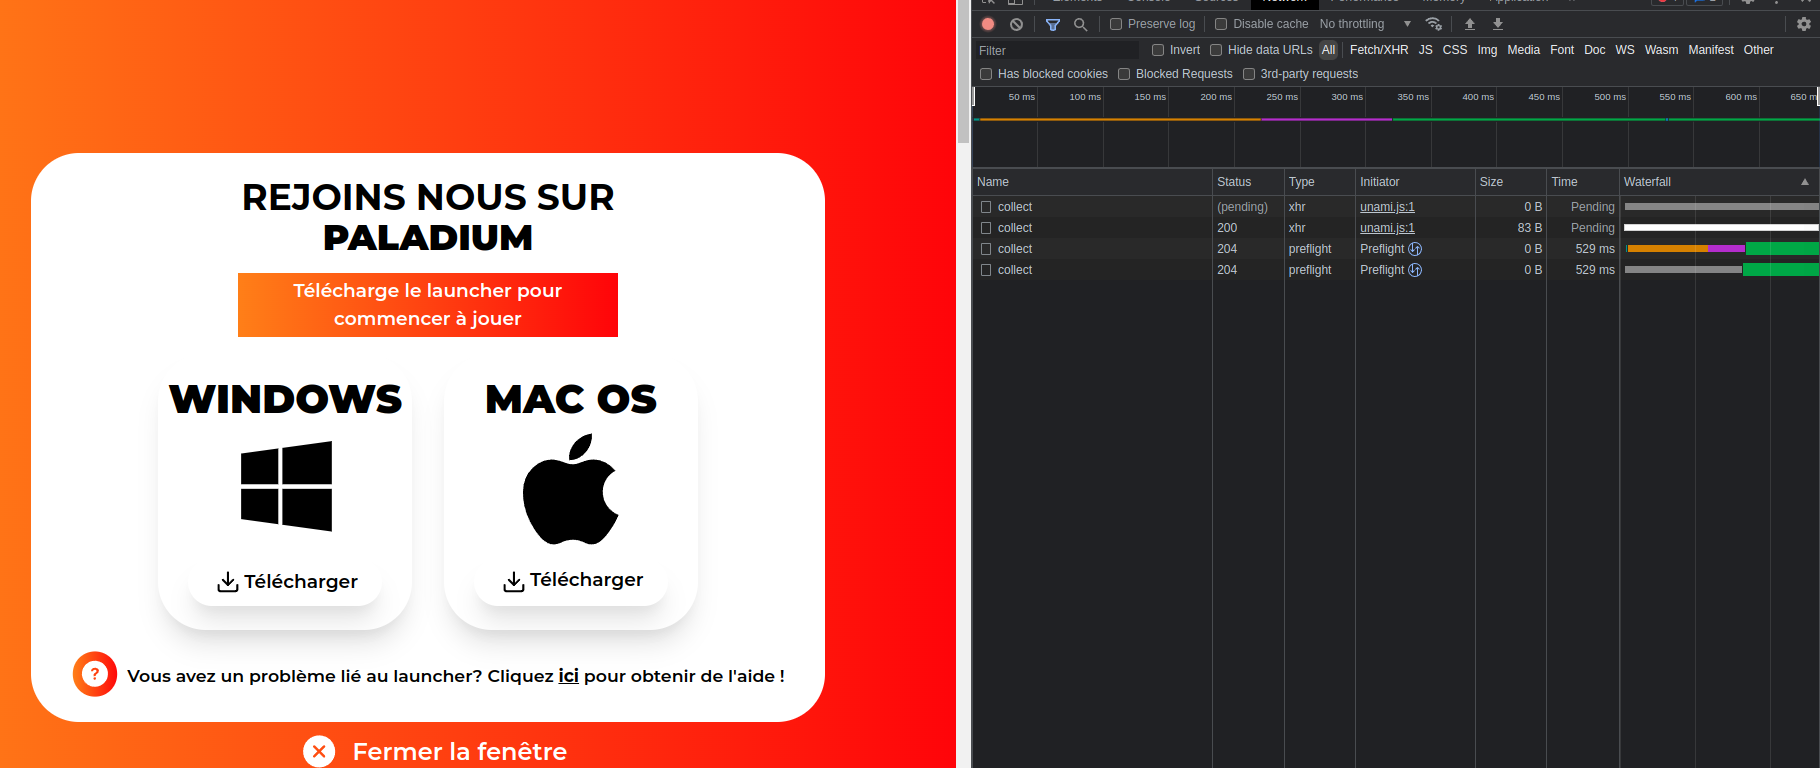 REJOINS NOUS SUR
PALADIUM
Télécharge le launcher pour
commencer à jouer
WINDOWS
MAC OS
Télécharger
Télécharger
? Vous avez un problème lié au launcher? Cliquez ici pour obtenir de l'aide !
Fermer la fenêtre
Preserve log Disable cache No throttling
Filter Invert Hide data URLs All Fetch/XHR JS CSS Img Media Font Doc WS Wasm Manifest Other
Has blocked cookies Blocked Requests 3rd-party requests
50 ms 100 ms 150 ms 200 ms 250 ms 300 ms 350 ms 400 ms 450 ms 500 ms 550 ms 600 ms 650 m
Name Status Type Initiator Size Time Waterfall
collect (pending) xhr unami.js:1 0 B Pending
collect 200 xhr unami.js:1 83 B Pending
collect 204 preflight Preflight 0 B 529 ms
collect 204 preflight Preflight 0 B 529 ms